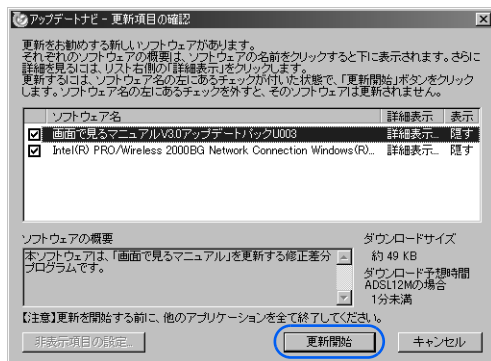 アップデートナビ - 更新項目の確認
更新をお勧めする新しいソフトウェアがあります。
それぞれのソフトウェアの概要は、ソフトウェアの名前をクリックすると下に表示されます。さらに
詳細を見るには、リスト右側の「詳細表示」をクリックします。
更新するには、ソフトウェア名の左にあるチェックが付いた状態で、「更新開始」ボタンをクリック
します。ソフトウェア名の左にあるチェックを外すと、そのソフトウェアは更新されません。
ソフトウェア名 詳細表示 表示
画面で見るマニュアルV3.0アップデートパックU003 詳細表示... 隠す
Intel(R) PRO/Wireless 2000BG Network Connection Windows(R)... 詳細表示... 隠す
ソフトウェアの概要
本ソフトウェアは、「画面で見るマニュアル」を更新する修正差分
プログラムです。
ダウンロードサイズ
約 49 KB
ダウンロード予想時間
ADSL12Mの場合
1分未満
【注意】更新を開始する前に、他のアプリケーションを全て終了してください。
非表示項目の設定... 更新開始 キャンセル